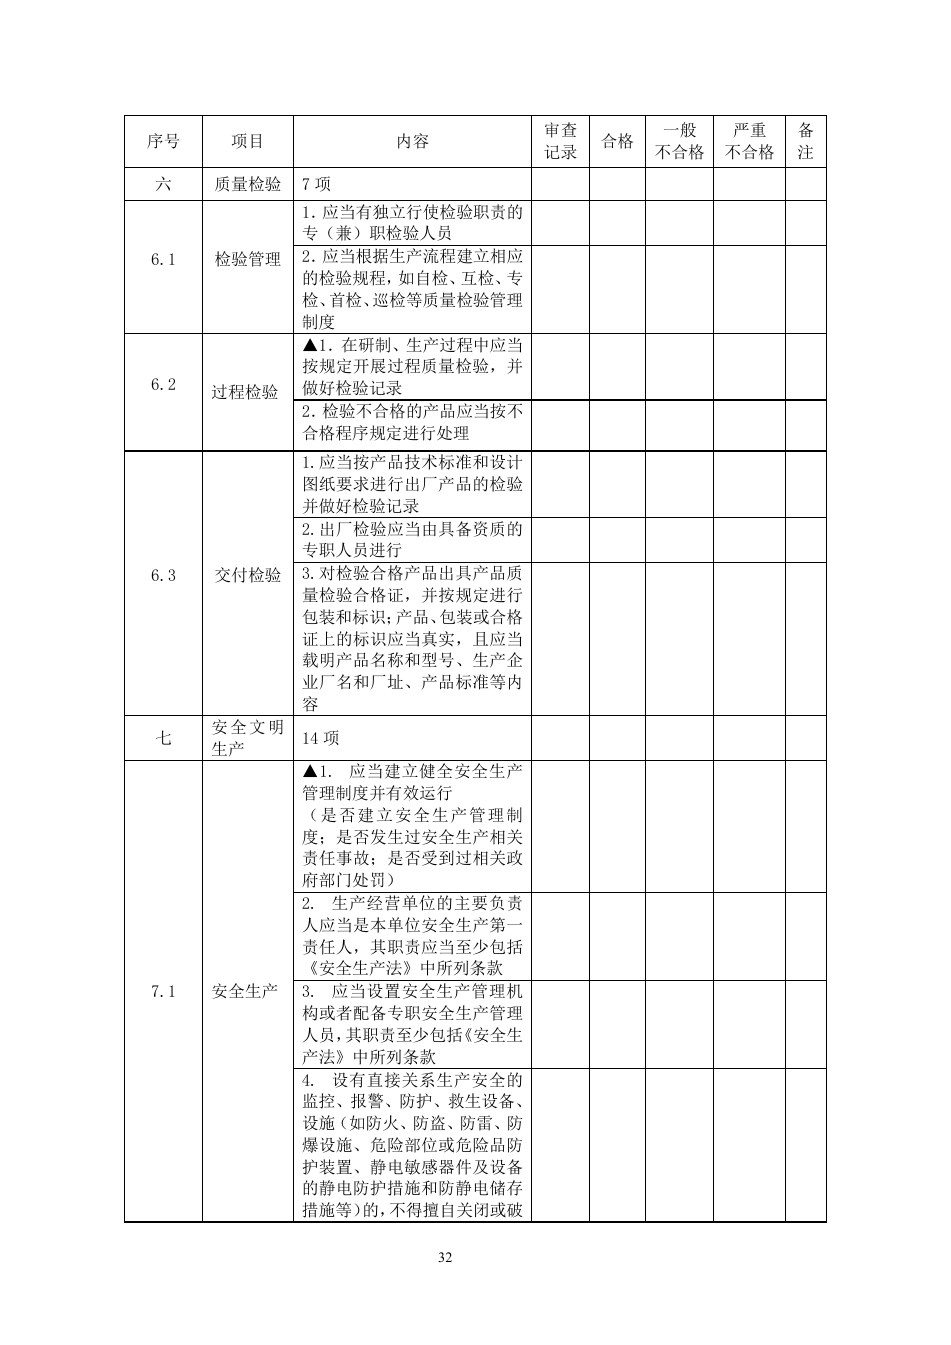 序号 项目 内容 审查记录 合格 一般不合格 严重不合格 备注
六 质量检验 7 项
6.1 检验管理
1. 应当有独立行使检验职责的
专（兼）职检验人员
2. 应当根据生产流程建立相应
的检验规程，如自检、互检、专
检、首检、巡检等质量检验管理
制度
6.2 过程检验
▲1. 在研制、生产过程中应当
按规定开展过程质量检验，并
做好检验记录
2. 检验不合格的产品应当按不
合格程序规定进行处理
6.3 交付检验
1.应当按产品技术标准和设计
图纸要求进行出厂产品的检验
并做好检验记录
2.出厂检验应当由具备资质的
专职人员进行
3.对检验合格产品出具产品质
量检验合格证，并按规定进行
包装和标识；产品、包装或合格
证上的标识应当真实，且应当
载明产品名称和型号、生产企
业厂名和厂址、产品标准等内
容
七 安全文明生产 14 项
7.1 安全生产
▲1. 应当建立健全安全生产
管理制度并有效运行
（是否建立安全生产管理制
度；是否发生过安全生产相关
责任事故；是否受到过相关政
府部门处罚）
2. 生产经营单位的主要负责
人应当是本单位安全生产第一
责任人，其职责应当至少包括
《安全生产法》中所列条款
3. 应当设置安全生产管理机
构或者配备专职安全生产管理
人员，其职责至少包括《安全生
产法》中所列条款
4. 设有直接关系生产安全的
监控、报警、防护、救生设备、
设施（如防火、防盗、防雷、防
爆设施、危险部位或危险品防
护装置、静电敏感器件及设备
的静电防护措施和防静电储存
措施等）的，不得擅自关闭或破
32